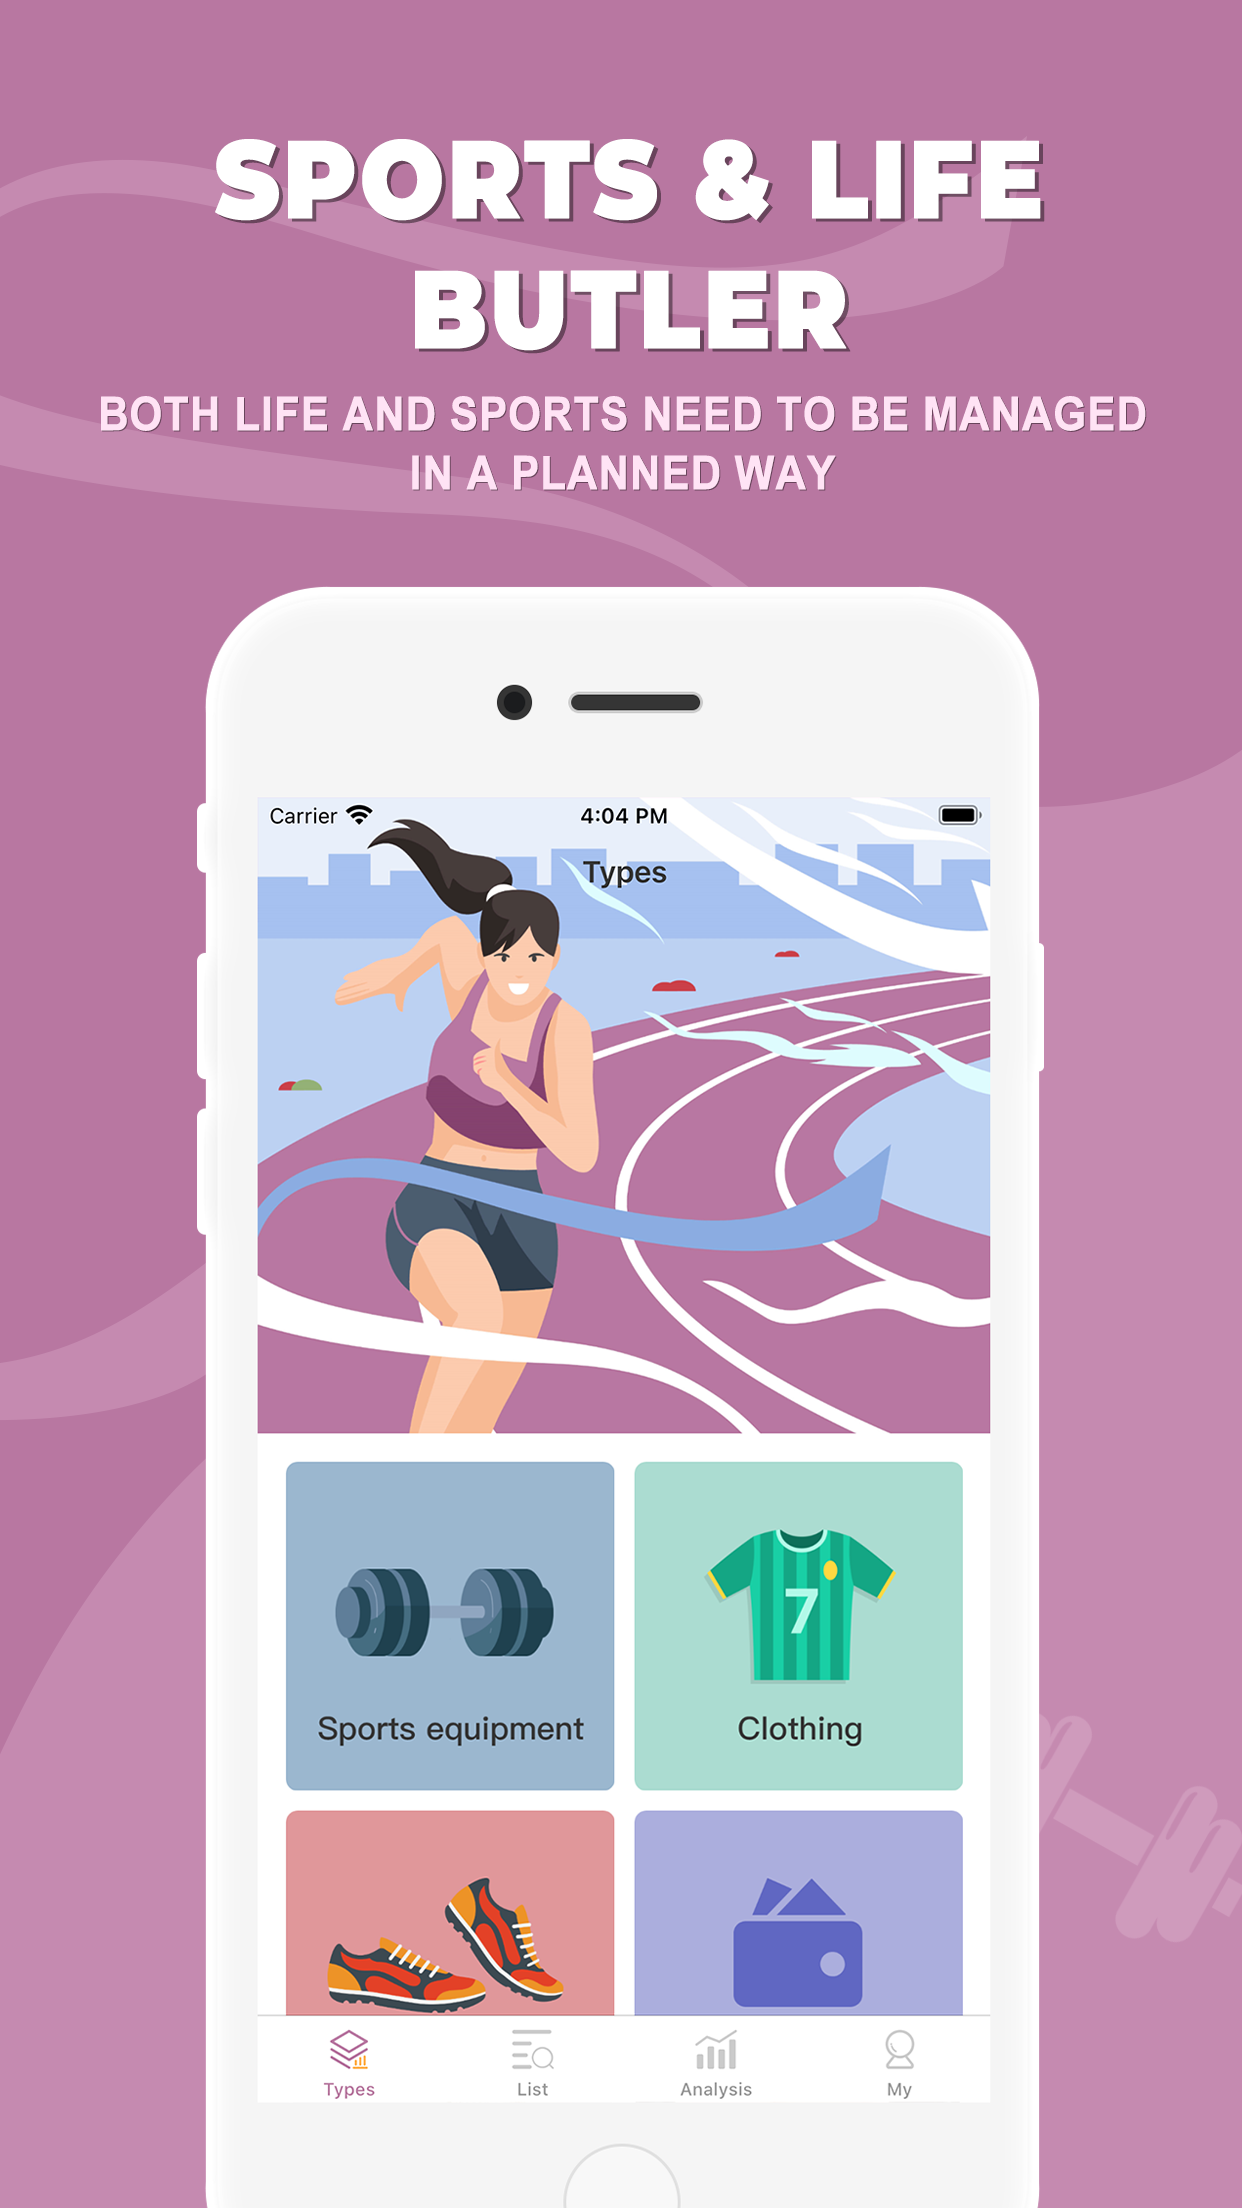 SPORTS & LIFE
BUTLER
BOTH LIFE AND SPORTS NEED TO BE MANAGED
IN A PLANNED WAY
Carrier 4:04 PM
Types
7
Sports equipment Clothing
Types List Analysis My